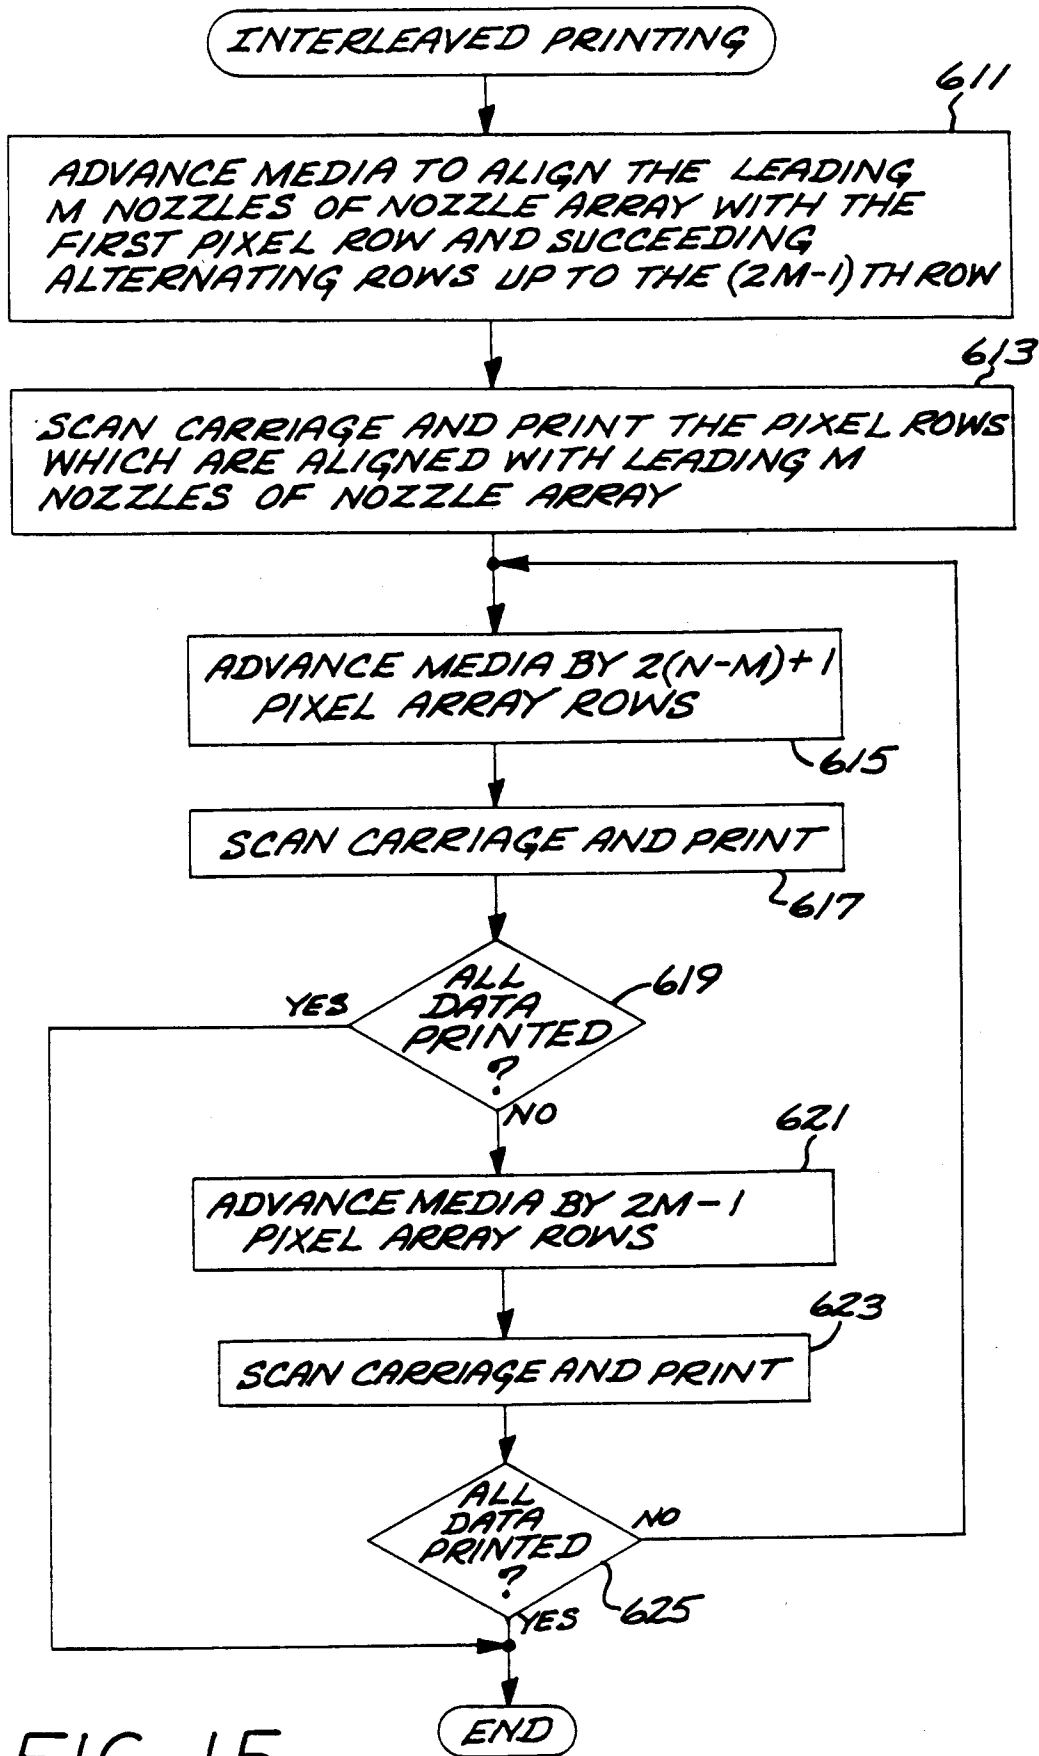 INTERLEAVED PRINTING
611
ADVANCE MEDIA TO ALIGN THE LEADING
M NOZZLES OF NOZZLE ARRAY WITH THE
FIRST PIXEL ROW AND SUCCEEDING
ALTERNATING ROWS UP TO THE (2M-1)TH ROW
613
SCAN CARRIAGE AND PRINT THE PIXEL ROWS
WHICH ARE ALIGNED WITH LEADING M
NOZZLES OF NOZZLE ARRAY
ADVANCE MEDIA BY 2(N-M)+1
PIXEL ARRAY ROWS
615
SCAN CARRIAGE AND PRINT
617
ALL
DATA
PRINTED
?
619
YES
NO
621
ADVANCE MEDIA BY 2M-1
PIXEL ARRAY ROWS
623
SCAN CARRIAGE AND PRINT
ALL
DATA
PRINTED
?
NO
625
YES
END
FIG. 15